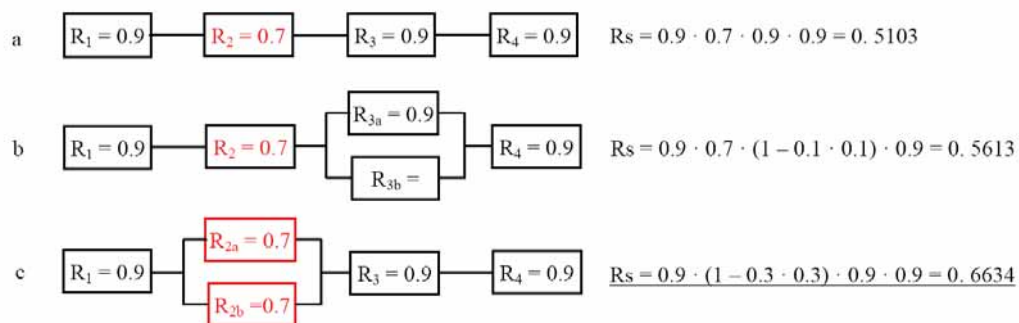 a R₁ = 0.9 R₂ = 0.7 R₃ = 0.9 R₄ = 0.9 Rs = 0.9 · 0.7 · 0.9 · 0.9 = 0. 5103
R₃ₐ = 0.9
b R₁ = 0.9 R₂ = 0.7 R₄ = 0.9 Rs = 0.9 · 0.7 · (1 – 0.1 · 0.1) · 0.9 = 0. 5613
R₃b =
R₂ₐ = 0.7
c R₁ = 0.9 R₃ = 0.9 R₄ = 0.9 Rs = 0.9 · (1 – 0.3 · 0.3) · 0.9 · 0.9 = 0. 6634
R₂b =0.7